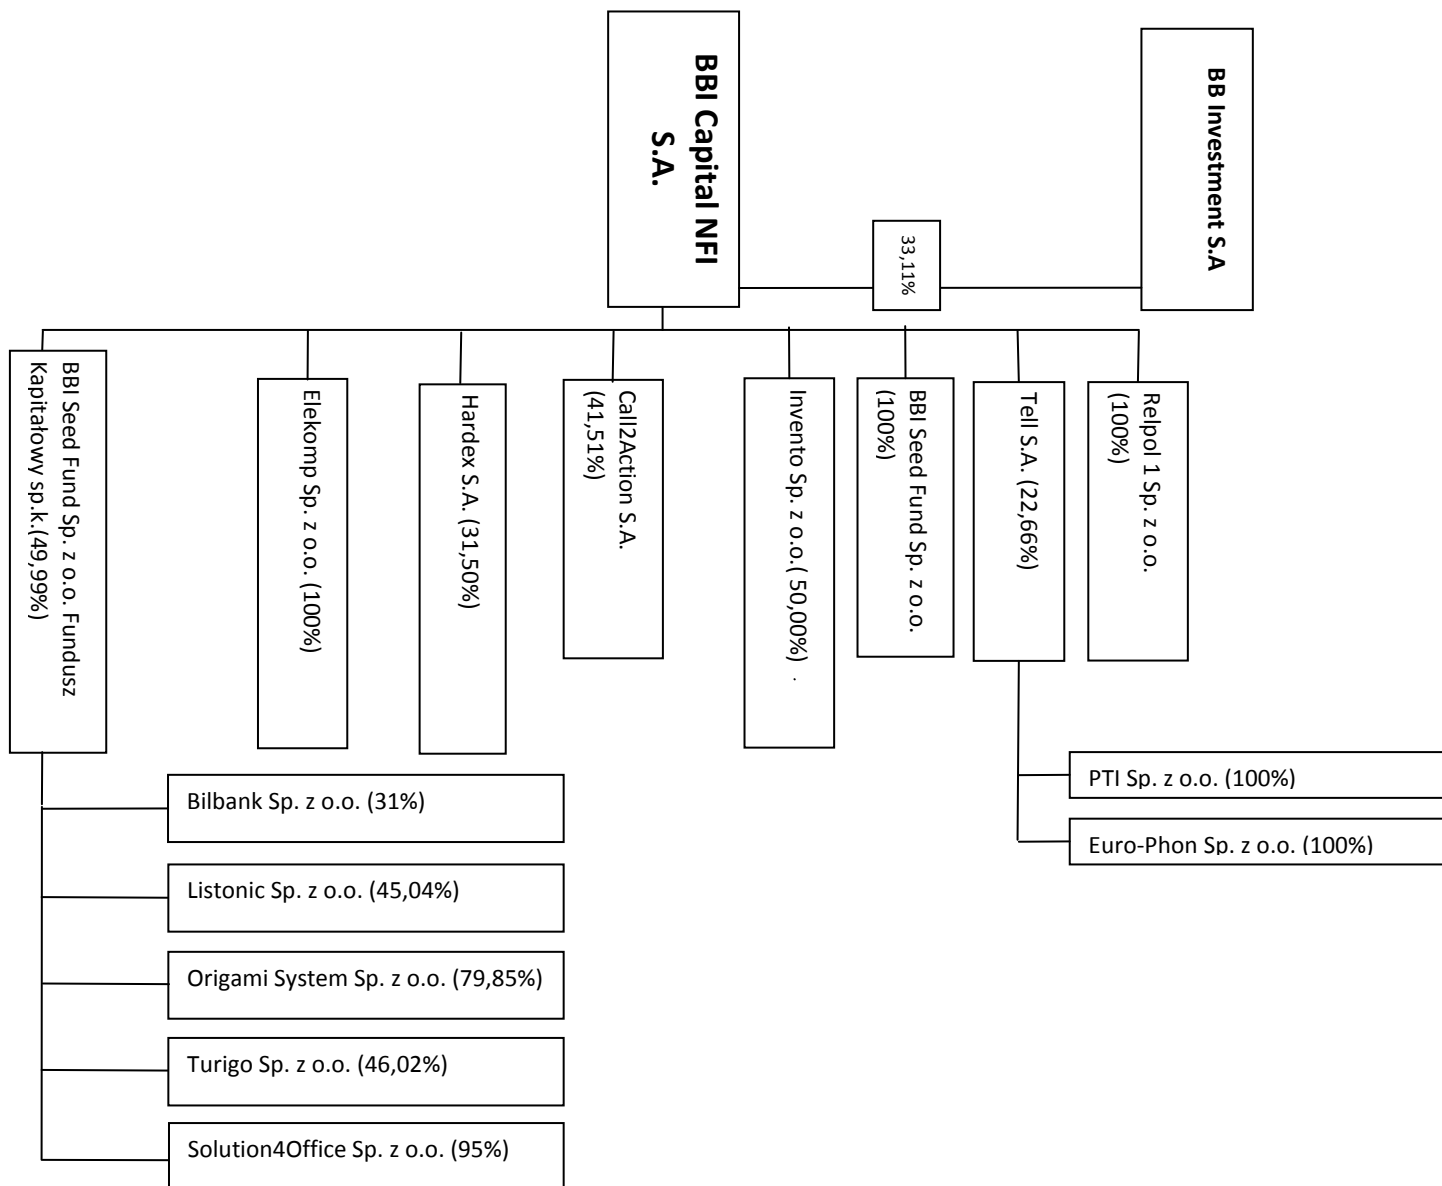 BBI Capital NFI
S.A.
BB Investment S.A
33,11%
BBI Seed Fund Sp. z o.o. Fundusz
Kapitałowy sp.k.(49,99%)
Elekomp Sp. z o.o. (100%)
Hardex S.A. (31,50%)
Call2Action S.A.
(41,51%)
Invento Sp. z o.o.( 50,00%) .
BBI Seed Fund Sp. z o.o.
(100%)
Tell S.A. (22,66%)
Relpol 1 Sp. z o.o.
(100%)
PTI Sp. z o.o. (100%)
Euro-Phon Sp. z o.o. (100%)
Bilbank Sp. z o.o. (31%)
Listonic Sp. z o.o. (45,04%)
Origami System Sp. z o.o. (79,85%)
Turigo Sp. z o.o. (46,02%)
Solution4Office Sp. z o.o. (95%)